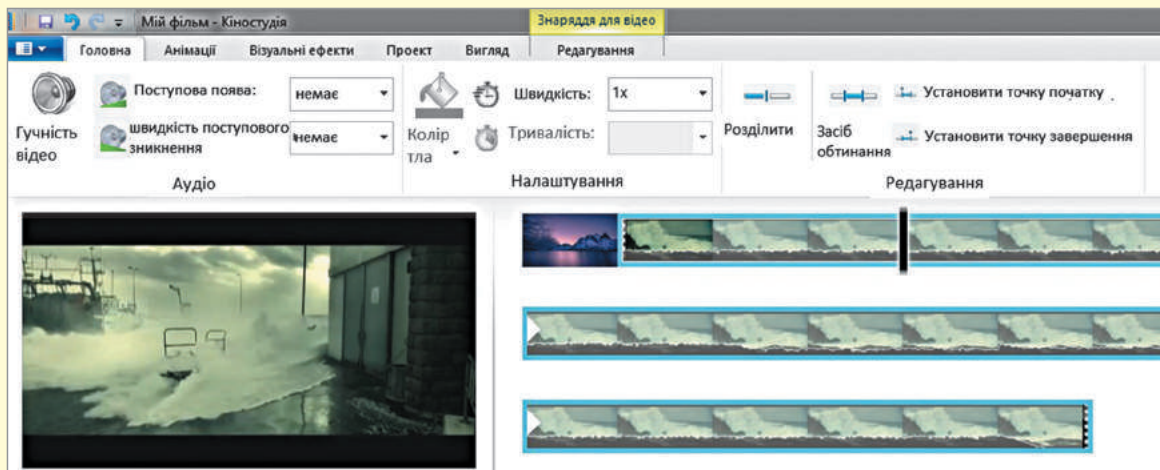 Мій фільм - Кіностудія
Знаряддя для відео
Головна Анімації Візуальні ефекти Проект Вигляд Редагування
Гучність відео
Поступова поява: немає
швидкість поступового зникнення немає
Аудіо
Колір тла
Швидкість: 1x
Тривалість:
Налаштування
Розділити
Засіб обтинання
Установити точку початку
Установити точку завершення
Редагування